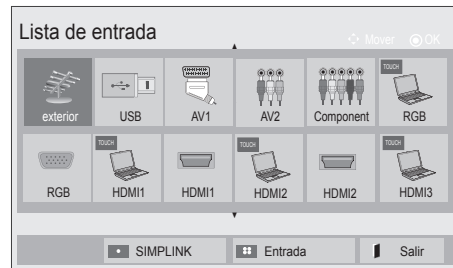 Lista de entrada
Mover OK
TOUCH
exterior USB AV1 AV2 Component RGB
TOUCH TOUCH TOUCH
RGB HDMI1 HDMI1 HDMI2 HDMI2 HDMI3
SIMPLINK Entrada Salir